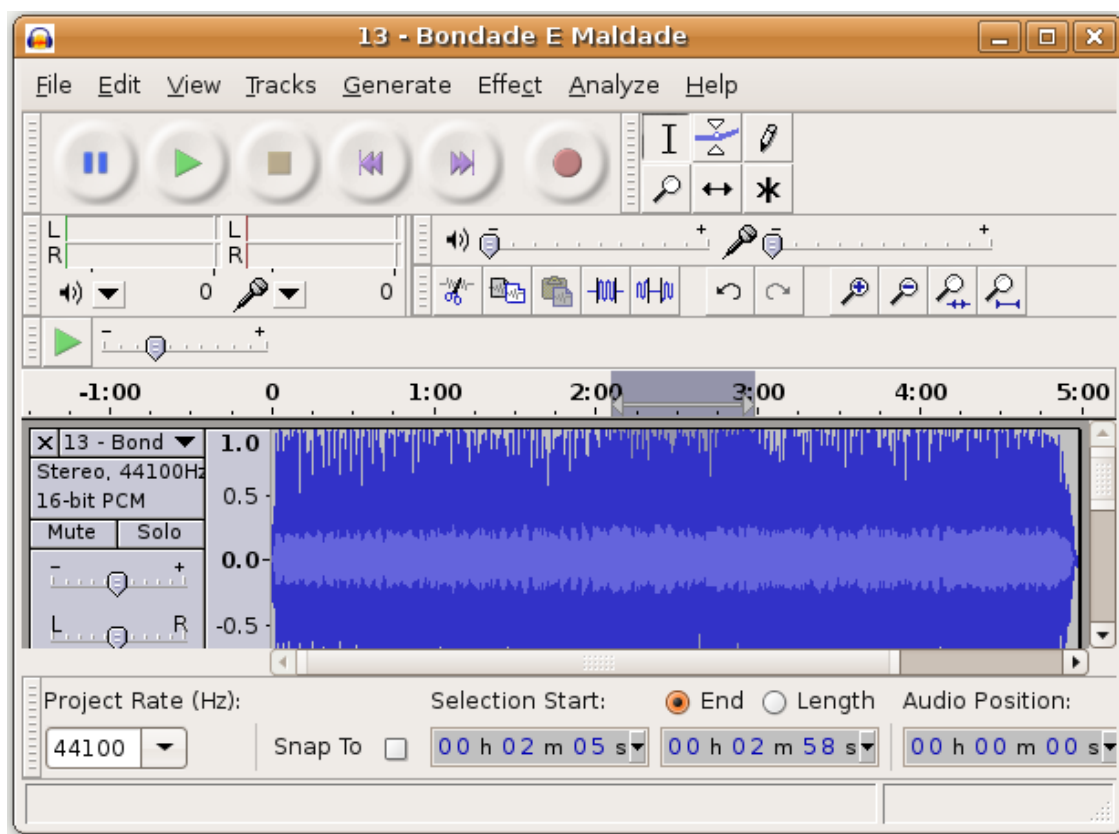 13 - Bondade E Maldade
File Edit View Tracks Generate Effect Analyze Help
L L
R R
0 0
- +
- +
-1:00 0 1:00 2:00 3:00 4:00 5:00
13 - Bond 1.0
Stereo, 44100Hz
16-bit PCM 0.5
Mute Solo
- + 0.0
L R -0.5
Project Rate (Hz): Selection Start: End Length Audio Position:
44100 Snap To 00 h 02 m 05 s 00 h 02 m 58 s 00 h 00 m 00 s